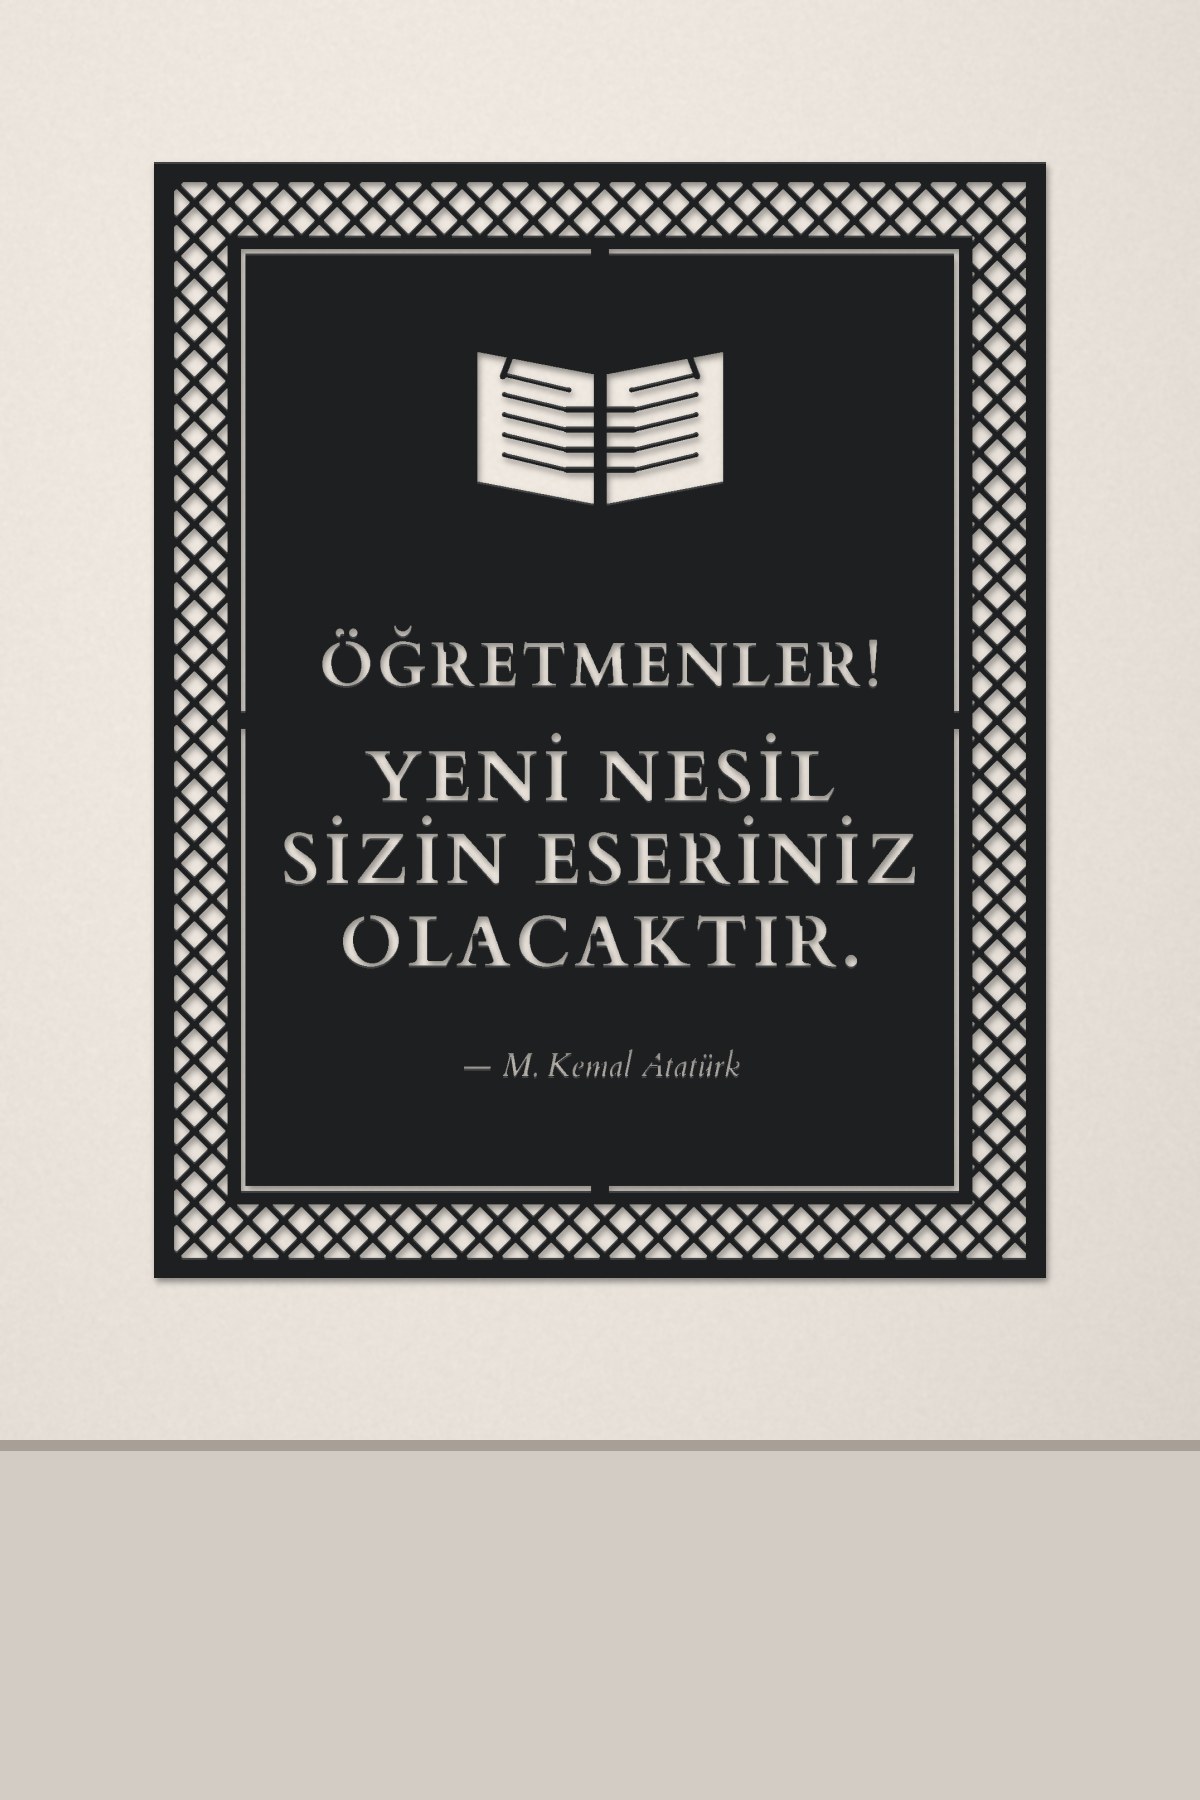 ÖĞRETMENLER!
YENİ NESİL
SİZİN ESERİNİZ
OLACAKTIR.
— M. Kemal Atatürk